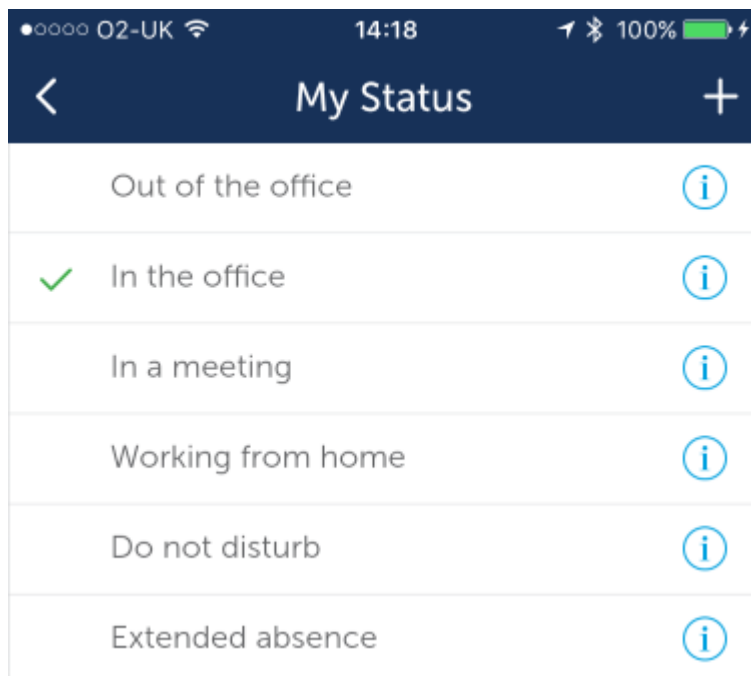 O2-UK 14:18 100%
My Status
Out of the office
In the office
In a meeting
Working from home
Do not disturb
Extended absence